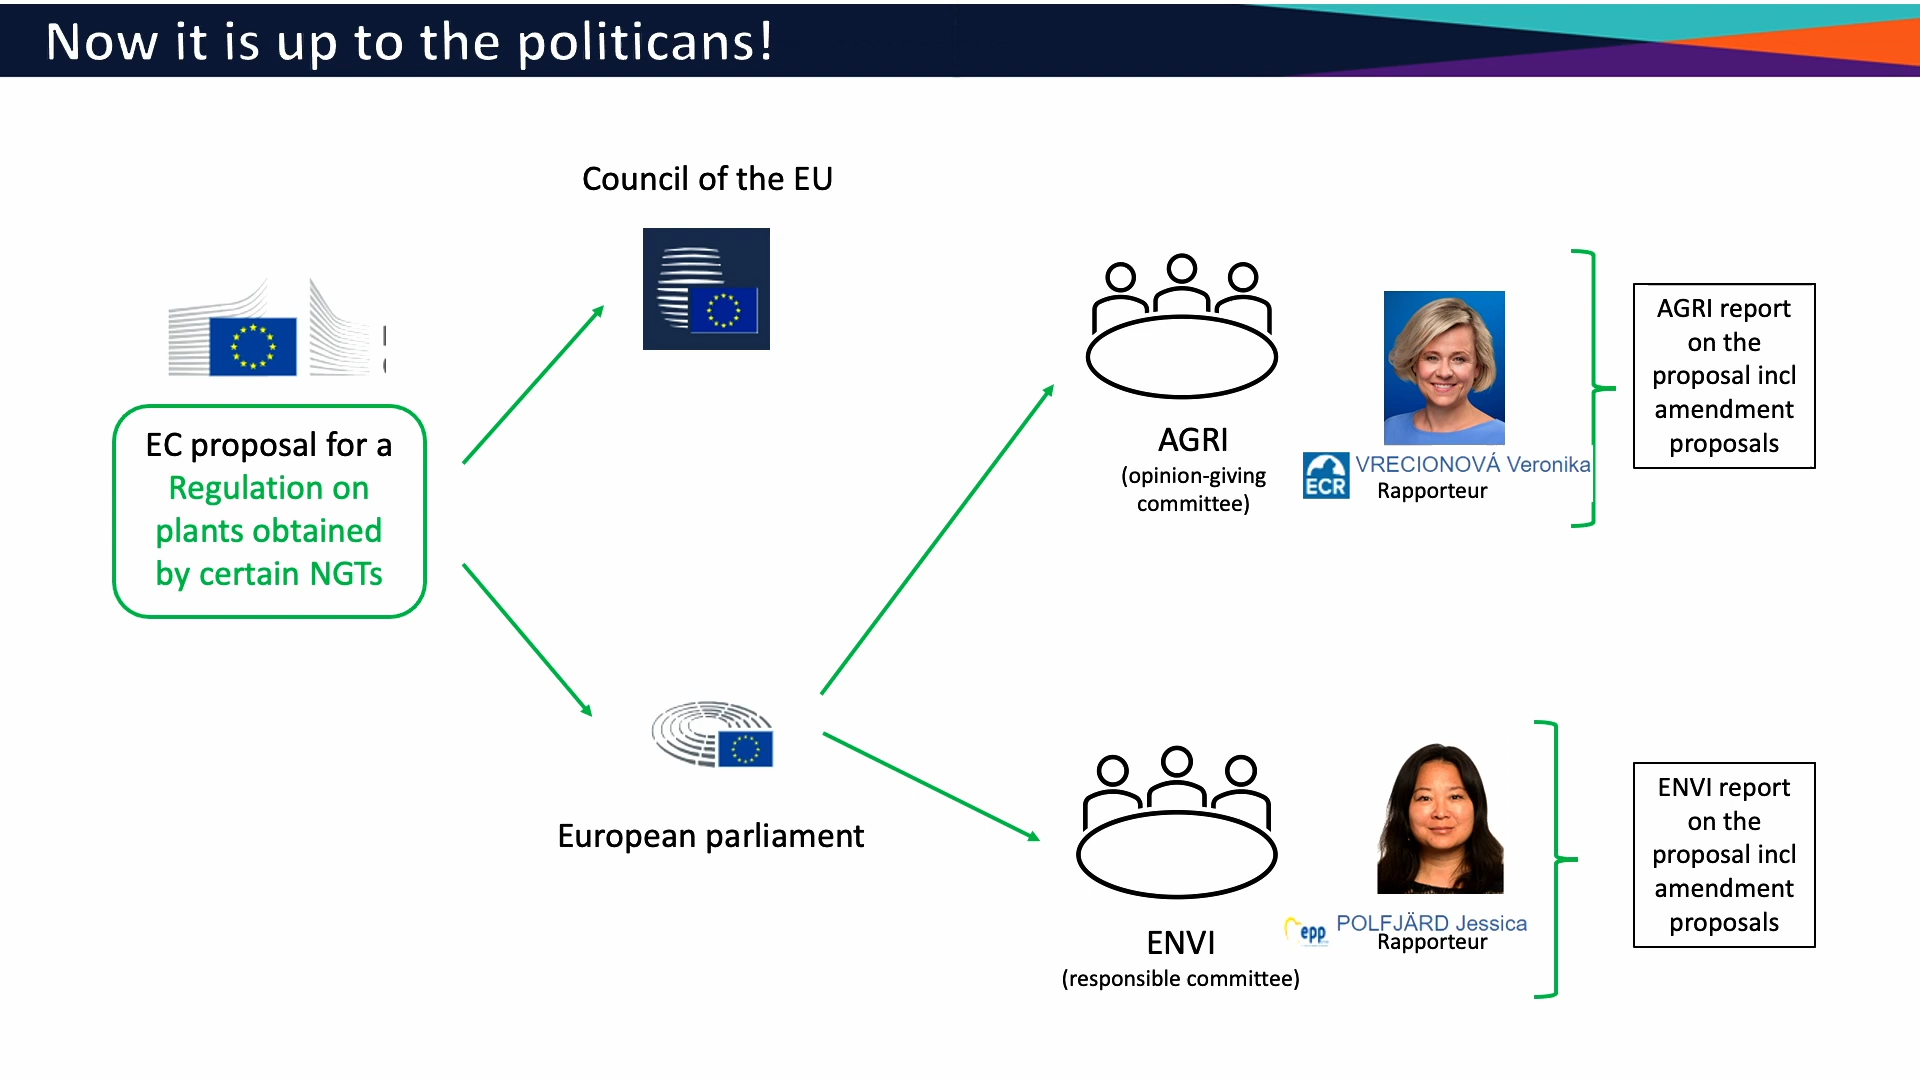 Now it is up to the politicans!
Council of the EU
EC proposal for a
Regulation on
plants obtained
by certain NGTs
European parliament
AGRI
(opinion-giving
committee)
ECR
VRECIONOVÁ Veronika
Rapporteur
AGRI report
on the
proposal incl
amendment
proposals
ENVI
(responsible committee)
epp
POLFJÄRD Jessica
Rapporteur
ENVI report
on the
proposal incl
amendment
proposals